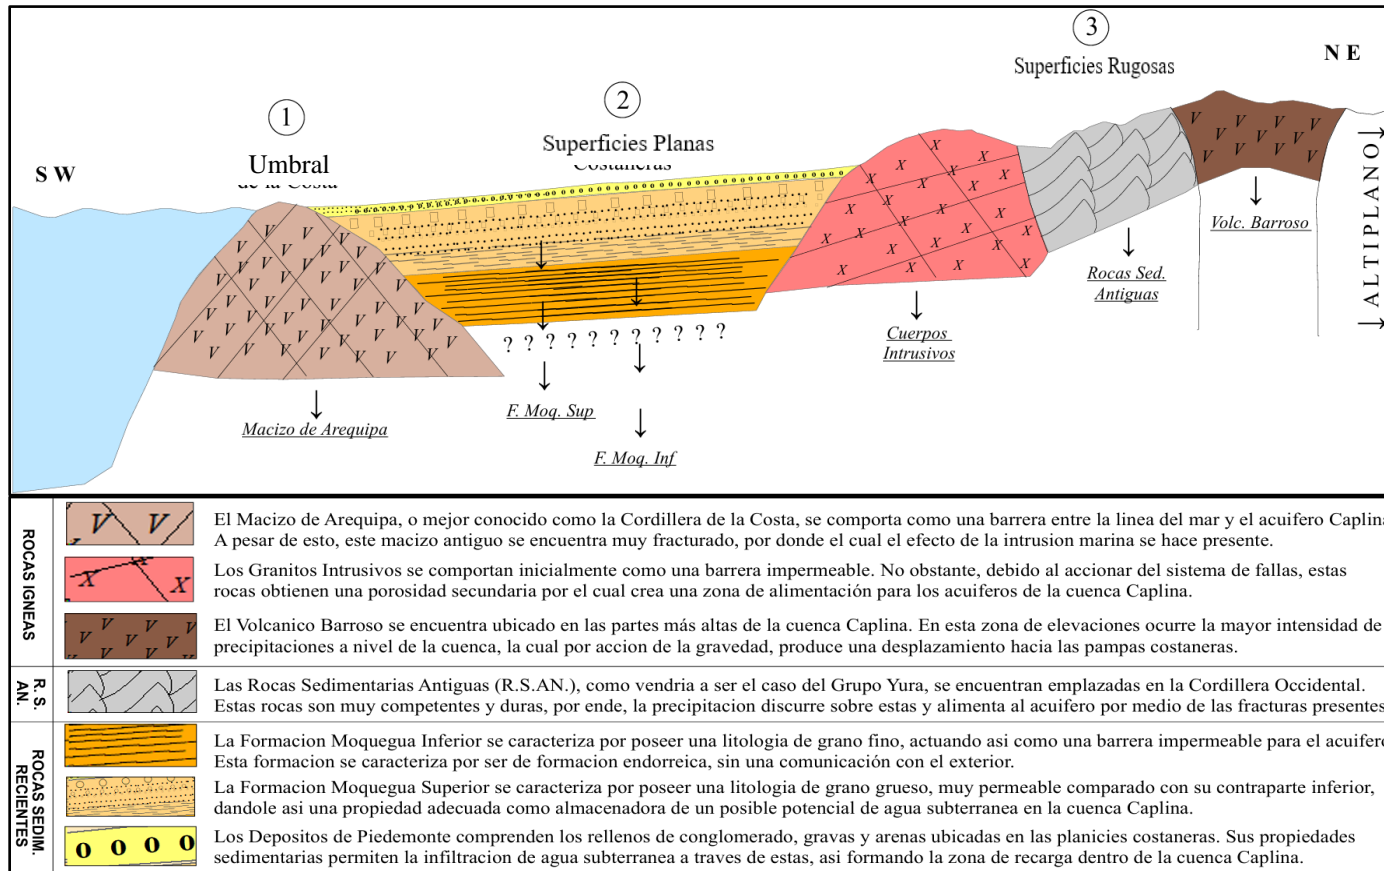 3
Superficies Rugosas
N E
2
1
Superficies Planas
Costaneras
Umbral
de la Costa
S W
ALTIPLANO
Volc. Barroso
Rocas Sed.
Antiguas
Cuerpos
Intrusivos
? ? ? ? ? ? ? ? ? ? ?
F. Moq. Sup
Macizo de Arequipa
F. Moq. Inf
ROCAS IGNEAS
El Macizo de Arequipa, o mejor conocido como la Cordillera de la Costa, se comporta como una barrera entre la linea del mar y el acuifero Caplina
A pesar de esto, este macizo antiguo se encuentra muy fracturado, por donde el cual el efecto de la intrusion marina se hace presente.
Los Granitos Intrusivos se comportan inicialmente como una barrera impermeable. No obstante, debido al accionar del sistema de fallas, estas
rocas obtienen una porosidad secundaria por el cual crea una zona de alimentación para los acuiferos de la cuenca Caplina.
El Volcanico Barroso se encuentra ubicado en las partes más altas de la cuenca Caplina. En esta zona de elevaciones ocurre la mayor intensidad de
precipitaciones a nivel de la cuenca, la cual por accion de la gravedad, produce una desplazamiento hacia las pampas costaneras.
R. S.
AN.
Las Rocas Sedimentarias Antiguas (R.S.AN.), como vendria a ser el caso del Grupo Yura, se encuentran emplazadas en la Cordillera Occidental.
Estas rocas son muy competentes y duras, por ende, la precipitacion discurre sobre estas y alimenta al acuifero por medio de las fracturas presentes
ROCAS SEDIM.
RECIENTES
La Formacion Moquegua Inferior se caracteriza por poseer una litologia de grano fino, actuando asi como una barrera impermeable para el acuifero
Esta formacion se caracteriza por ser de formation endorreica, sin una comunicación con el exterior.
La Formacion Moquegua Superior se caracteriza por poseer una litologia de grano grueso, muy permeable comparado con su contraparte inferior,
dandole asi una propiedad adecuada como almacenadora de un posible potencial de agua subterranea en la cuenca Caplina.
Los Depositos de Piedemonte comprenden los rellenos de conglomerado, gravas y arenas ubicadas en las planicies costaneras. Sus propiedades
sedimentarias permiten la infiltracion de agua subterranea a traves de estas, asi formando la zona de recarga dentro de la cuenca Caplina.